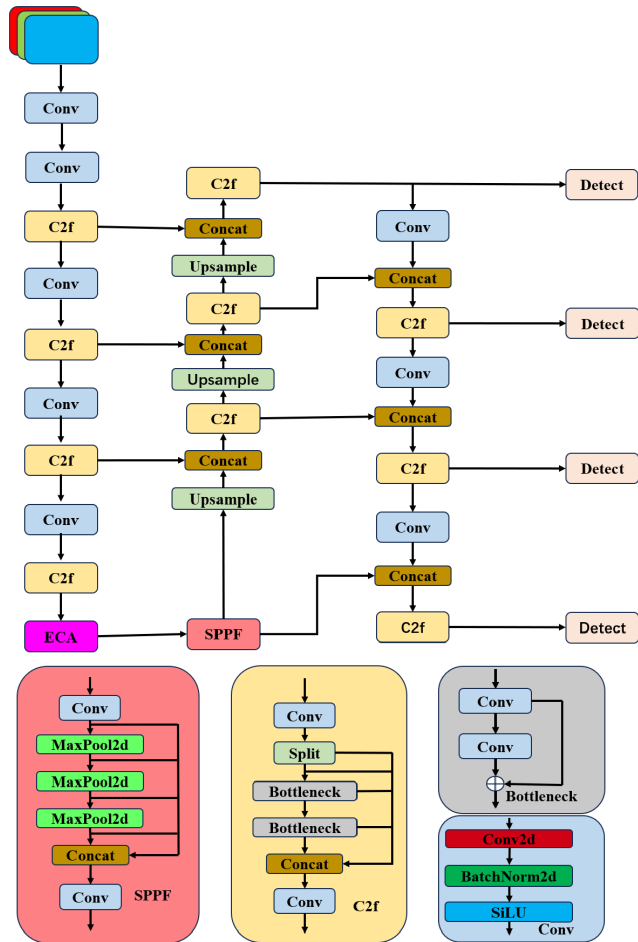 Conv
Conv
C2f
Detect
C2f
Concat
Conv
Upsample
Concat
Conv
C2f
C2f
Detect
C2f
Concat
Upsample
Conv
Conv
C2f
Concat
C2f
Concat
C2f
Detect
Upsample
Conv
Conv
C2f
Concat
ECA
SPPF
C2f
Detect
Conv
MaxPool2d
MaxPool2d
MaxPool2d
Concat
Conv
SPPF
Conv
Split
Bottleneck
Bottleneck
Concat
Conv
C2f
Conv
Conv
Bottleneck
Conv2d
BatchNorm2d
SiLU
Conv